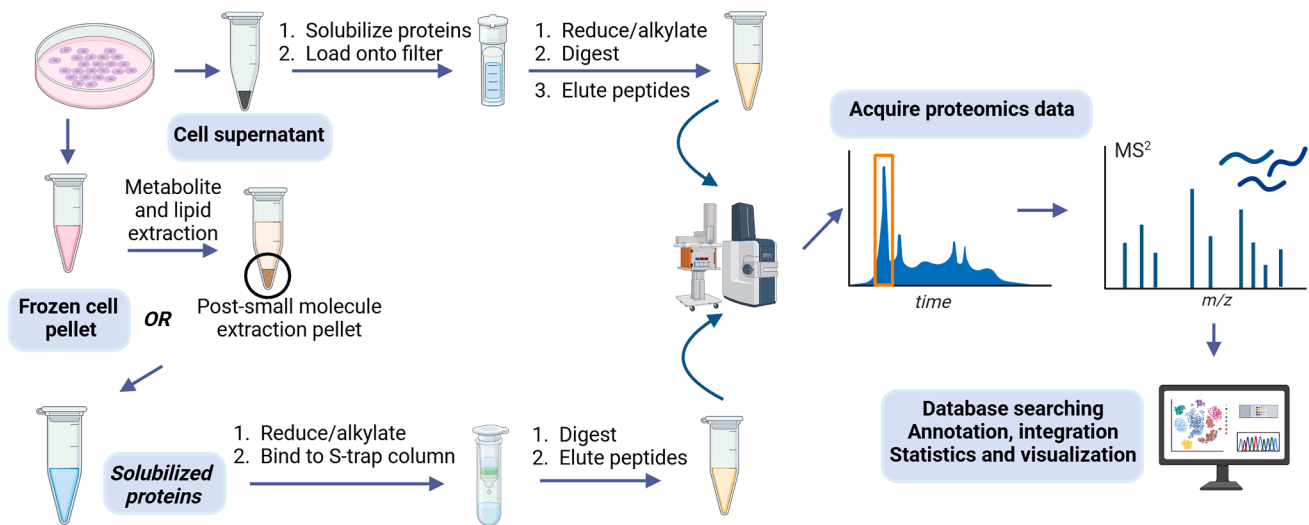 1. Solubilize proteins
2. Load onto filter
1. Reduce/alkylate
2. Digest
3. Elute peptides
Cell supernatant
Acquire proteomics data
MS²
time
m/z
Metabolite
and lipid
extraction
Frozen cell
pellet
OR
Post-small molecule
extraction pellet
Solubilized
proteins
1. Reduce/alkylate
2. Bind to S-trap column
1. Digest
2. Elute peptides
Database searching
Annotation, integration
Statistics and visualization